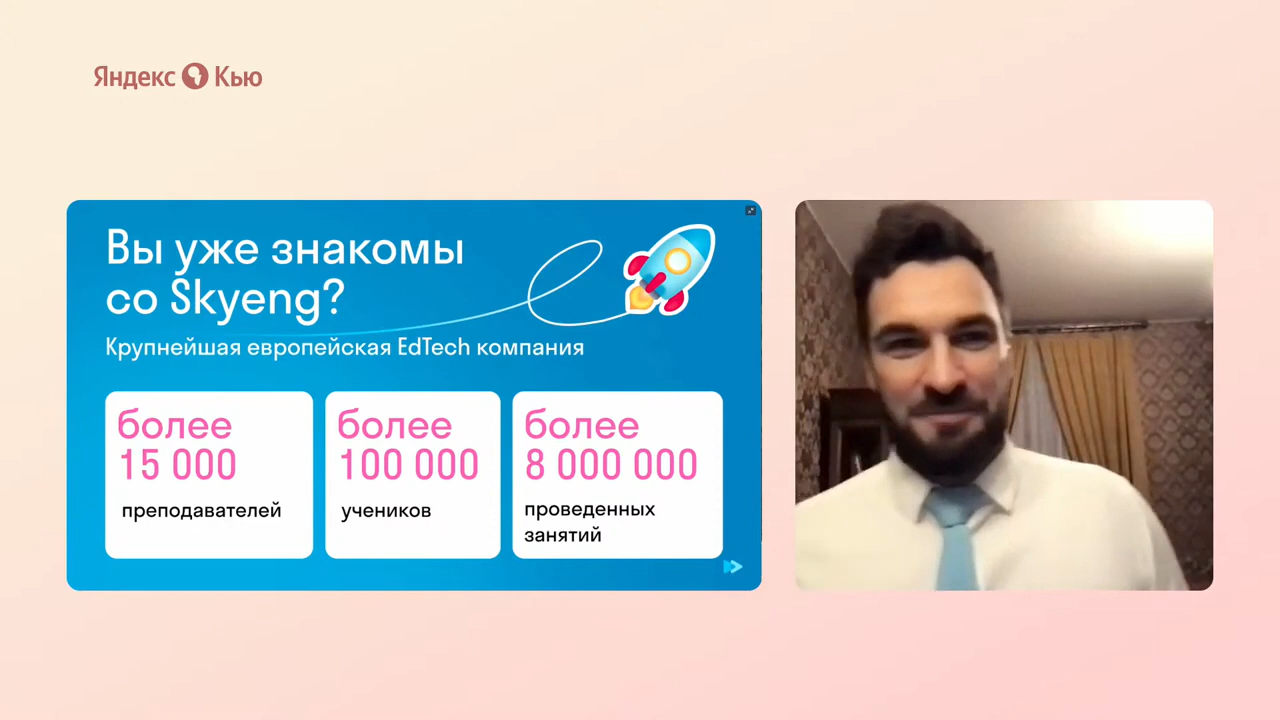 Яндекс Кью
Вы уже знакомы
со Skyeng?
Крупнейшая европейская EdTech компания
более
15 000
преподавателей
более
100 000
учеников
более
8 000 000
проведенных
занятий